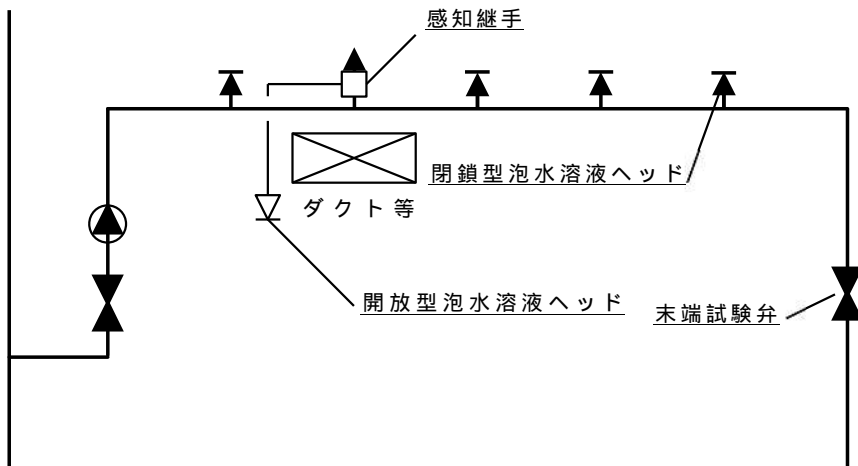 感知継手
閉鎖型泡水溶液ヘッド
ダクト等
開放型泡水溶液ヘッド
末端試験弁